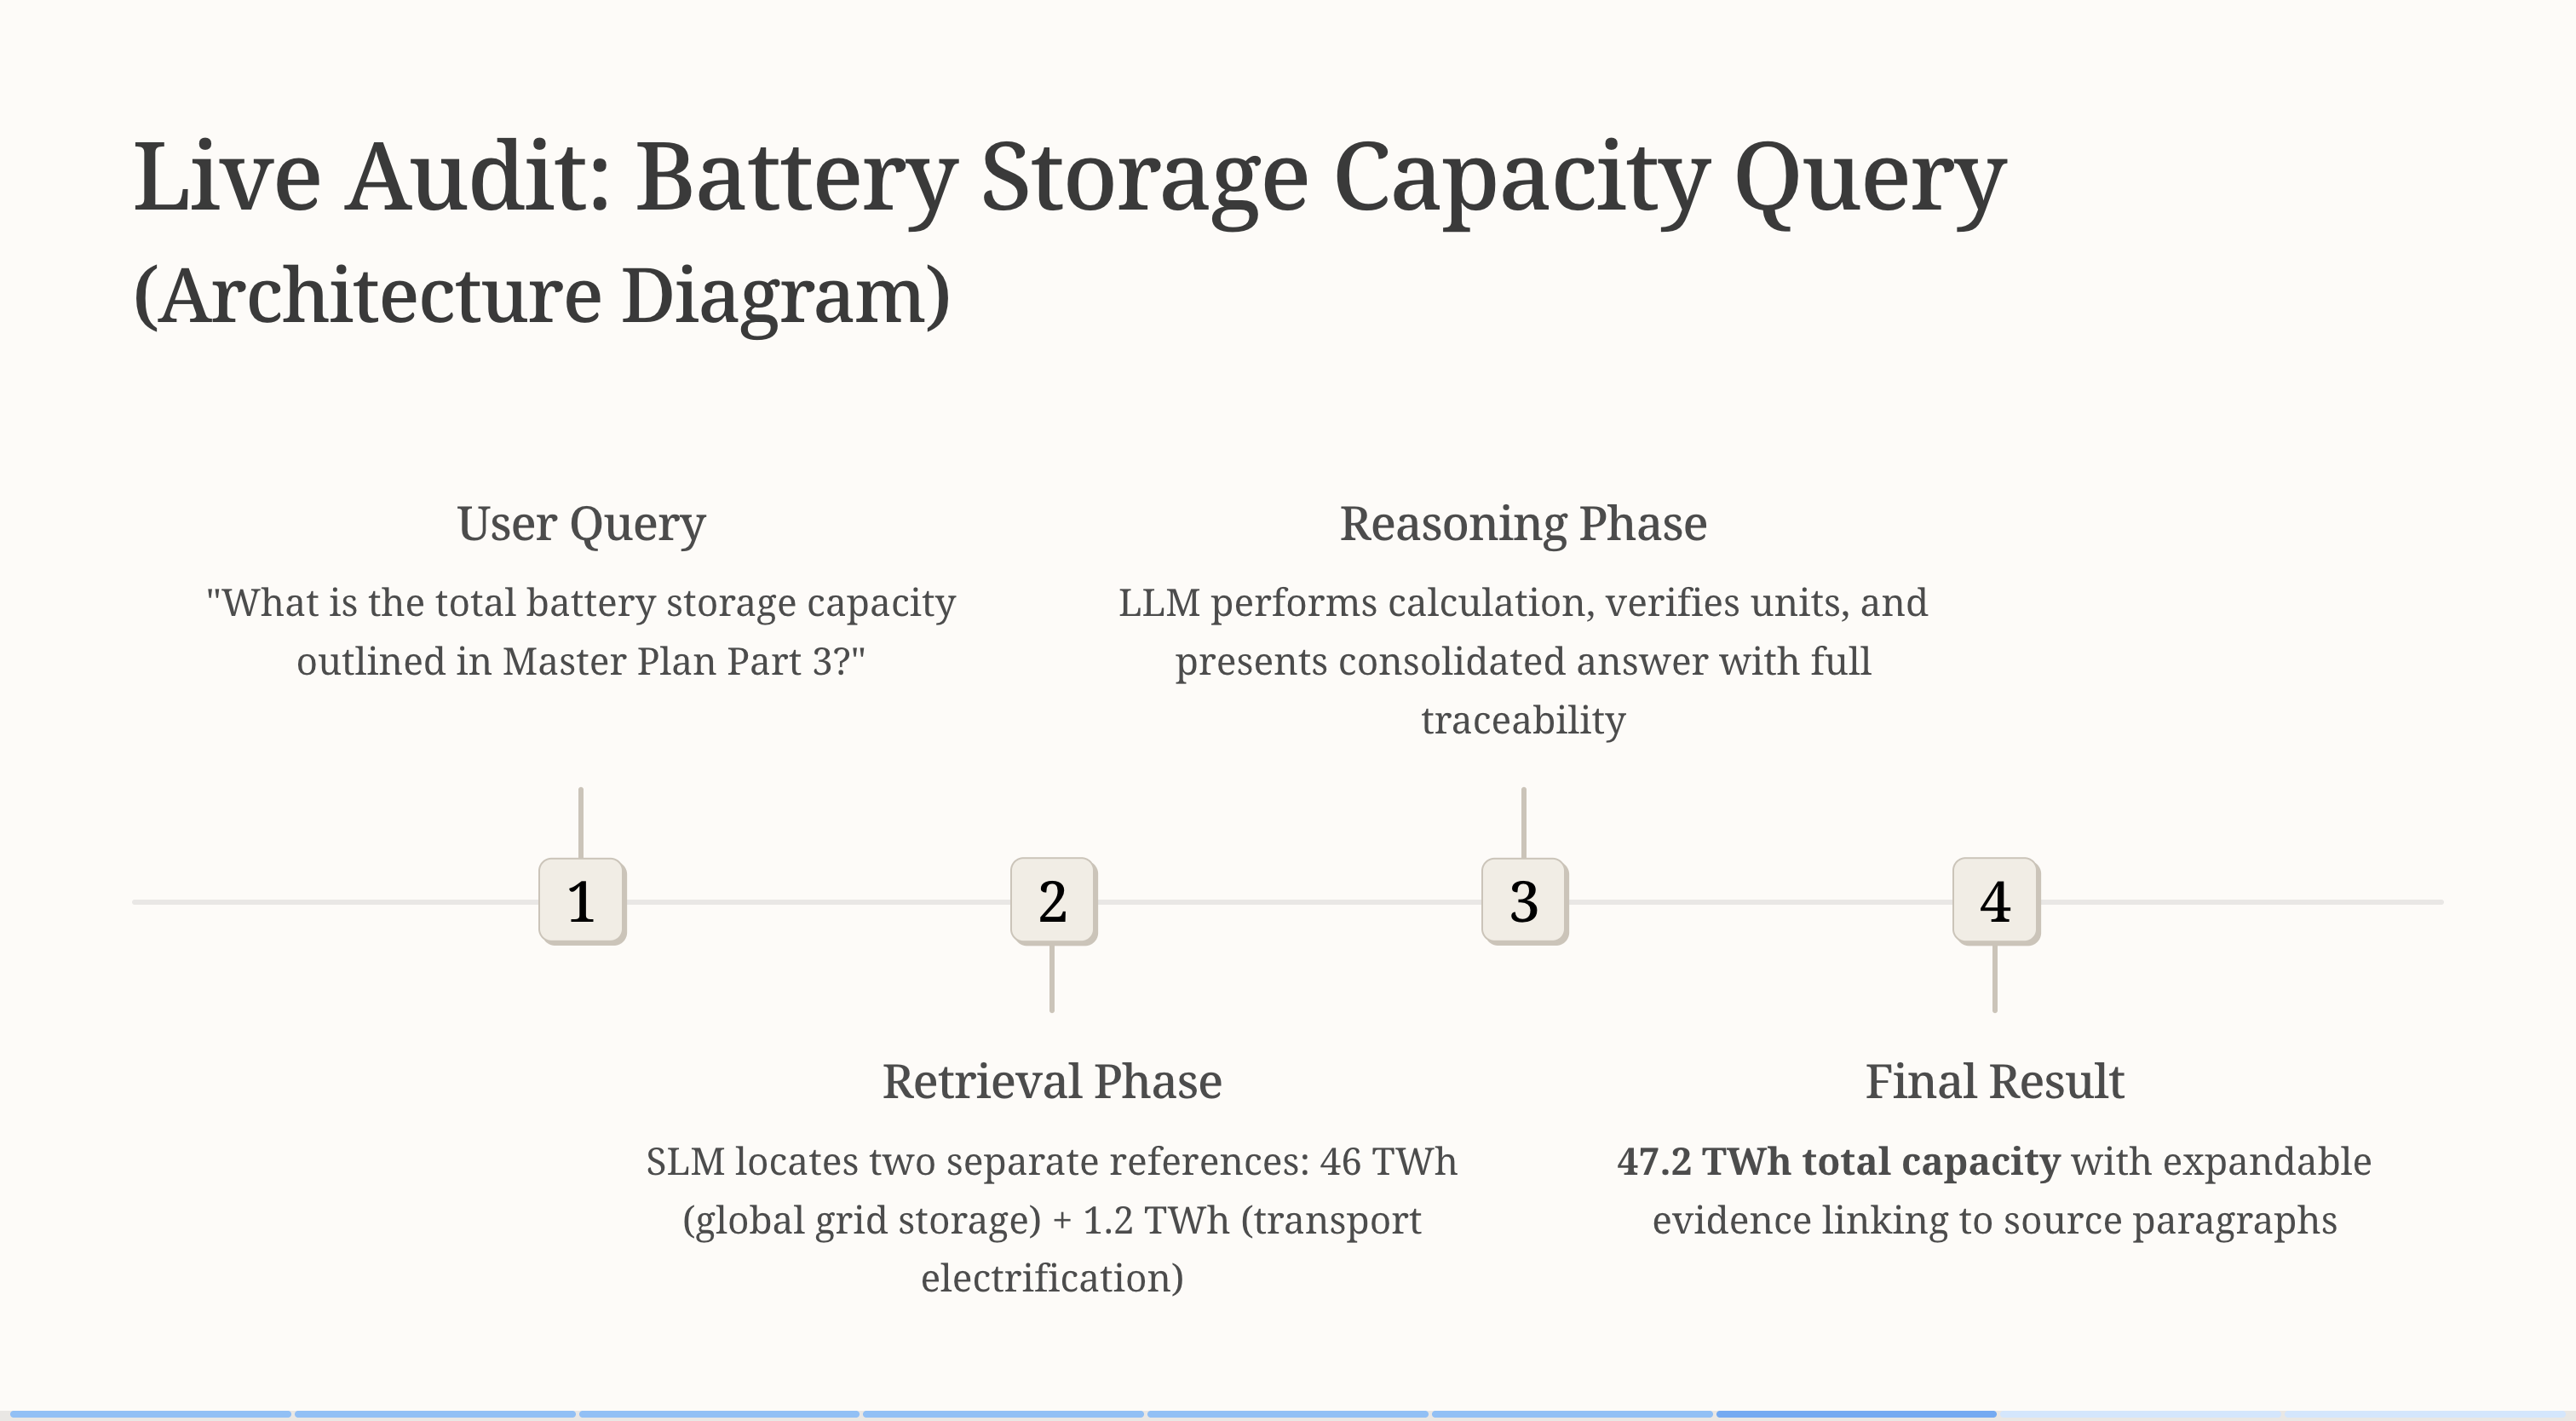 Live Audit: Battery Storage Capacity Query
(Architecture Diagram)
User Query
"What is the total battery storage capacity
outlined in Master Plan Part 3?"
Reasoning Phase
LLM performs calculation, verifies units, and
presents consolidated answer with full
traceability
1
2
3
4
Retrieval Phase
SLM locates two separate references: 46 TWh
(global grid storage) + 1.2 TWh (transport
electrification)
Final Result
47.2 TWh total capacity with expandable
evidence linking to source paragraphs